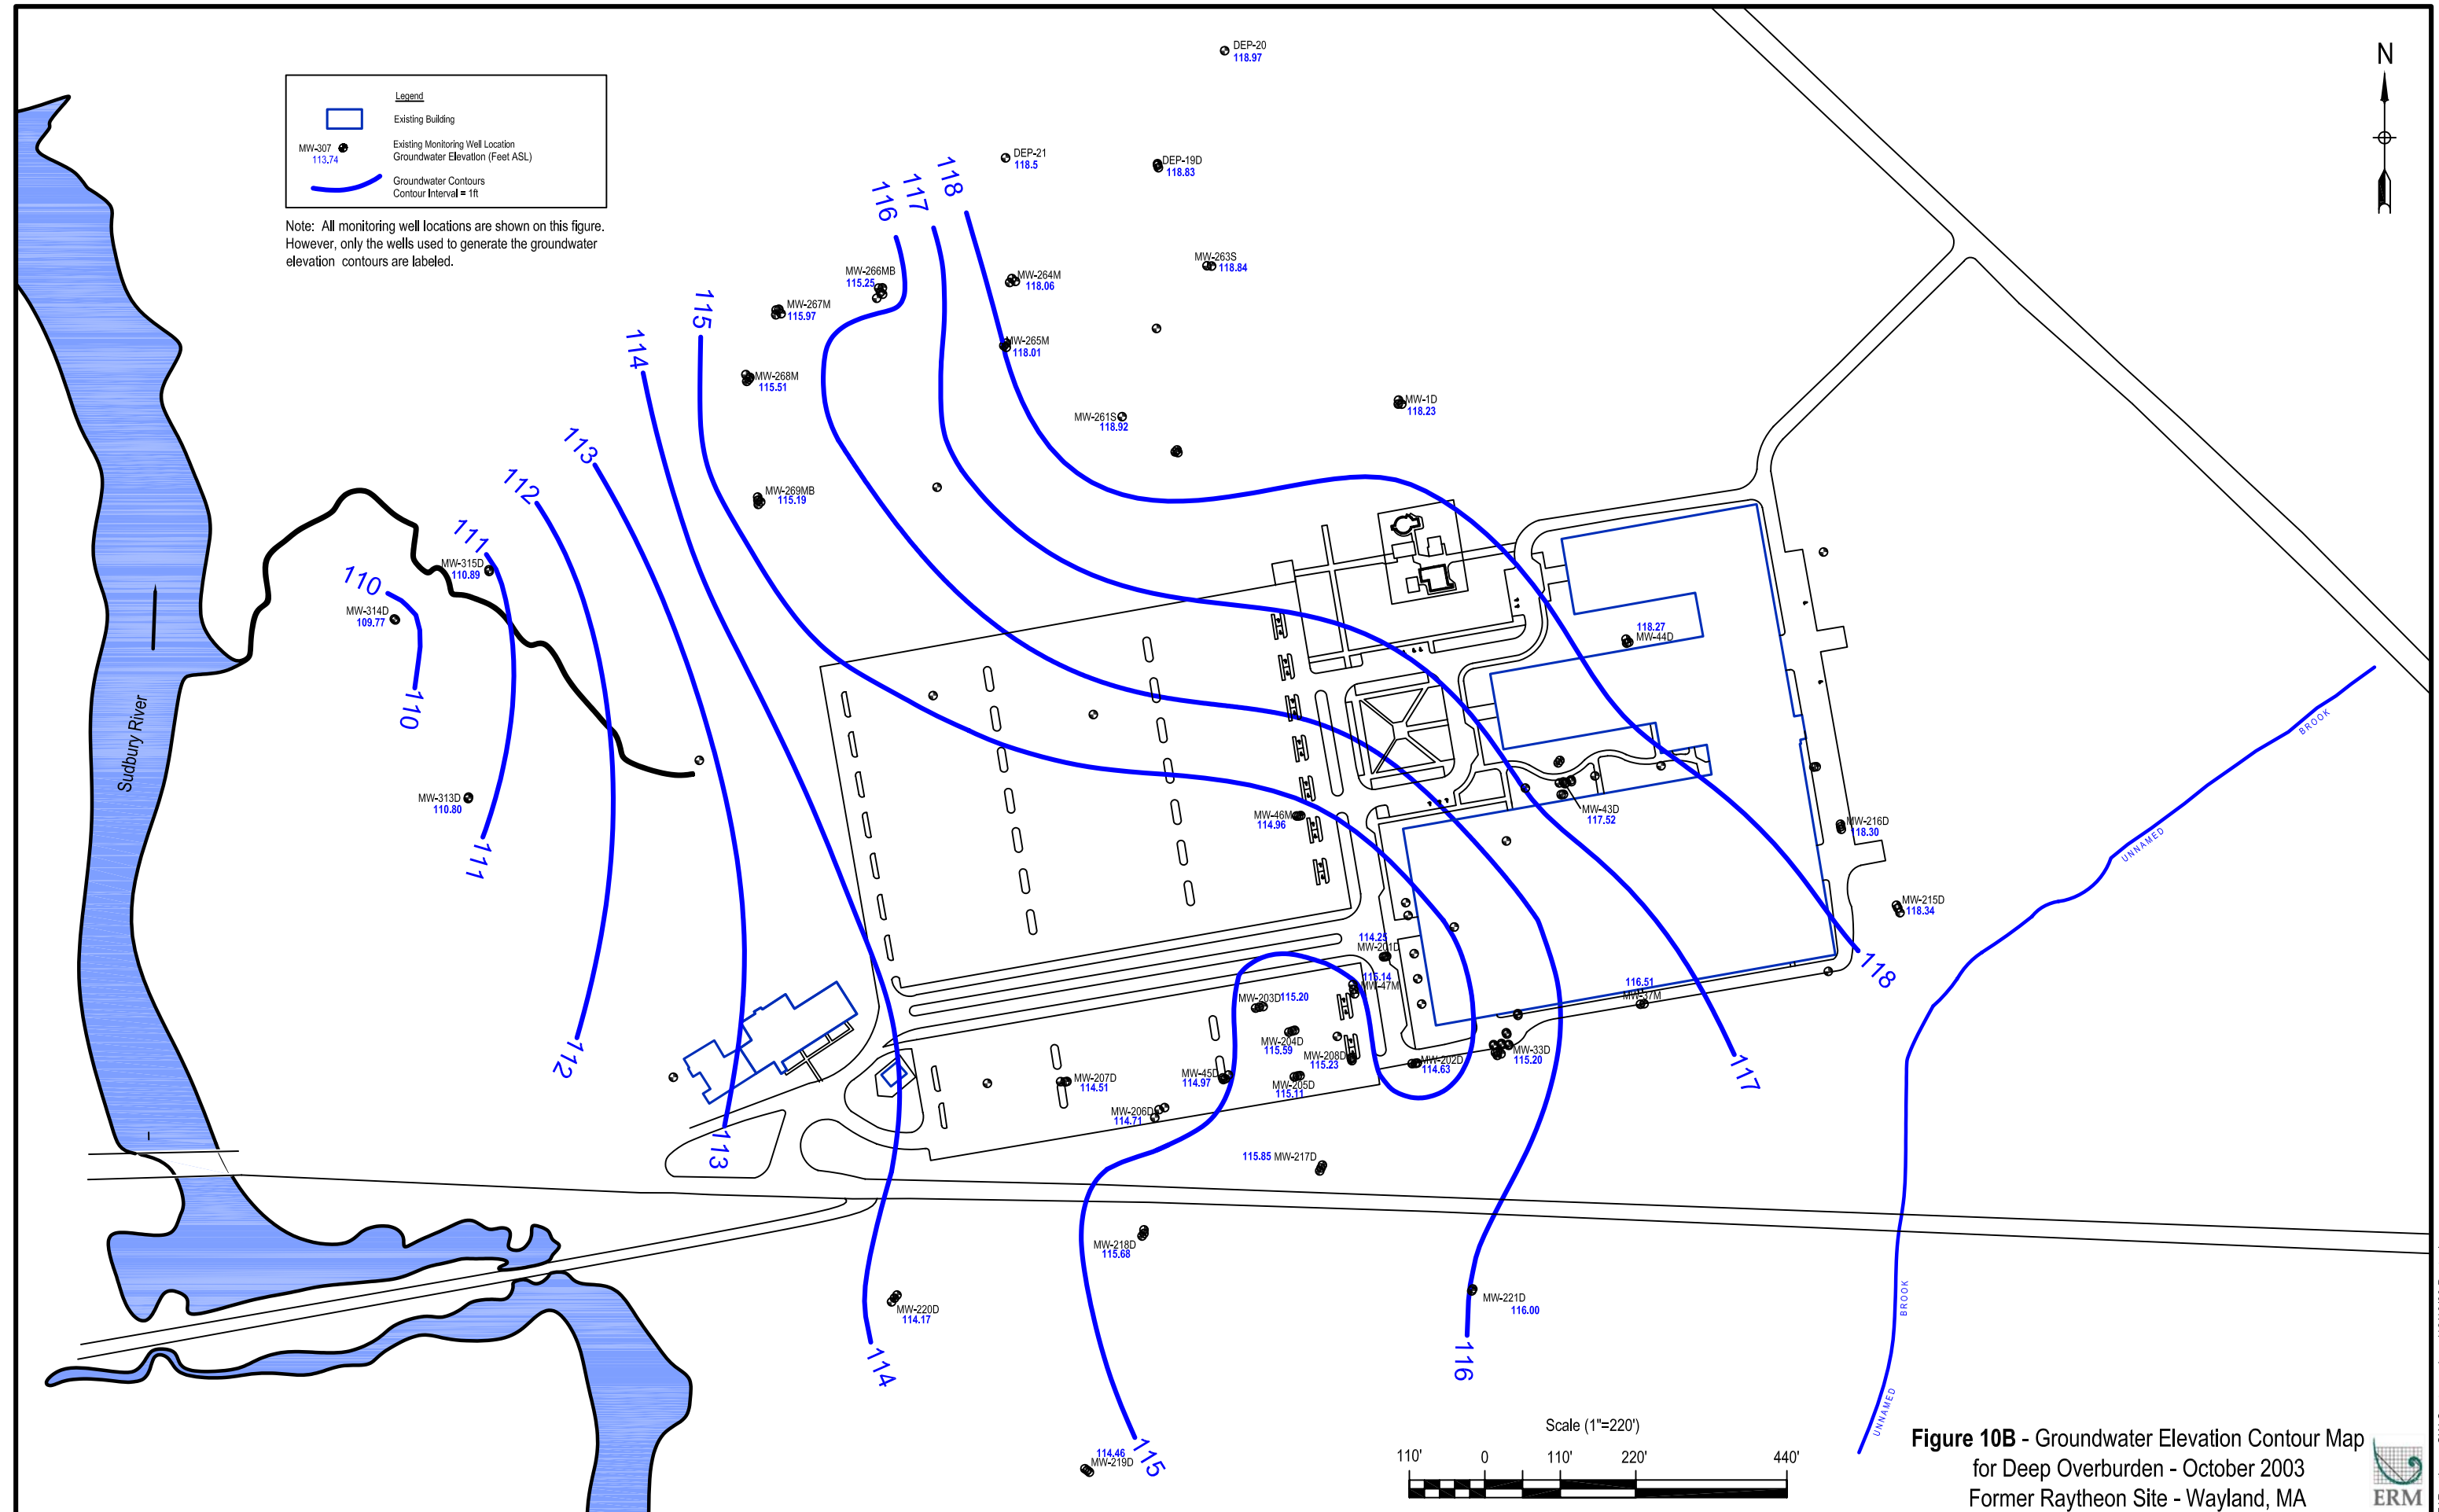 DEP-20
118.97
N
Legend
Existing Building
MW-307
113.74
Existing Monitoring Well Location
Groundwater Elevation (Feet ASL)
Groundwater Contours
Contour Interval = 1ft
Note: All monitoring well locations are shown on this figure.
However, only the wells used to generate the groundwater
elevation contours are labeled.
DEP-21
118.5
DEP-19D
118.83
118
117
116
MW-263S
118.84
MW-266MB
115.25
MW-264M
118.06
MW-267M
115.97
115
114
MW-265M
118.01
MW-268M
115.51
MW-1D
118.23
MW-261S
118.92
113
112
MW-269MB
115.19
111
MW-315D
110.89
110
MW-314D
109.77
118.27
MW-44D
110
Sudbury River
BROOK
MW-313D
110.80
MW-46M
114.96
MW-43D
117.52
MW-216D
118.30
UNNAMED
111
MW-215D
118.34
114.25
MW-201D
118
115.14
MW-47M
116.51
MW-37M
MW-203D
115.20
MW-204D
115.59
MW-208D
115.23
MW-202D
114.63
MW-33D
115.20
112
MW-207D
114.51
MW-45D
114.97
MW-205D
115.11
117
MW-206D
114.71
113
115.85 MW-217D
MW-218D
115.68
MW-220D
114.17
MW-221D
116.00
BROOK
114
116
UNNAMED
115
114.46
MW-219D
Scale (1"=220')
110'
0
110'
220'
440'
Figure 10B - Groundwater Elevation Contour Map
for Deep Overburden - October 2003
Former Raytheon Site - Wayland, MA
ERM